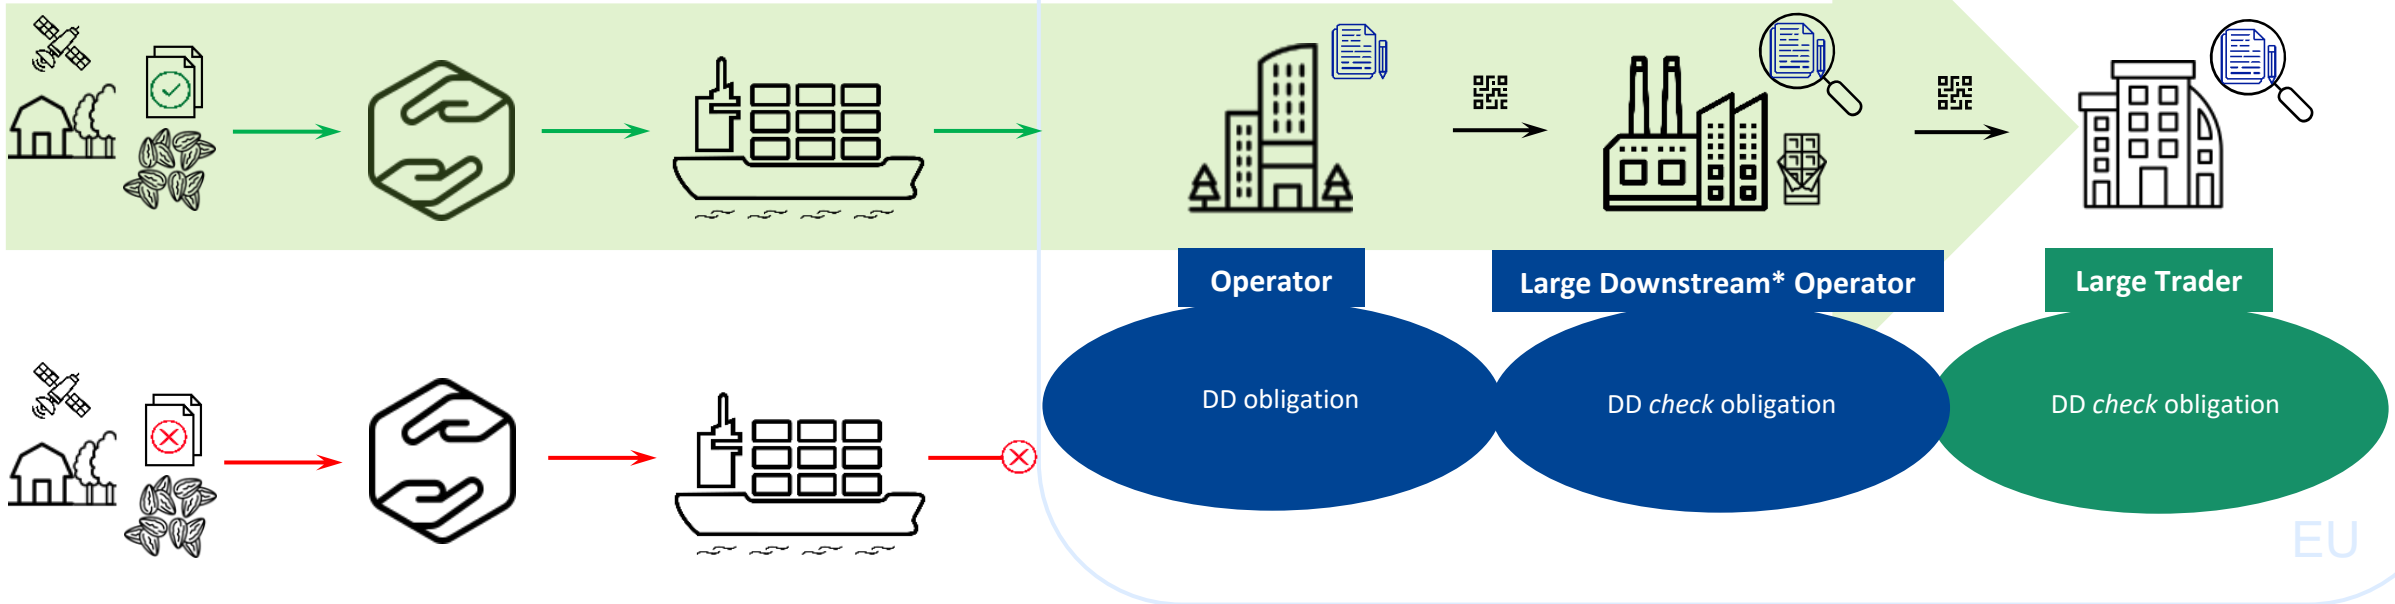 Operator
Large Downstream* Operator
Large Trader
DD obligation
DD check obligation
DD check obligation
EU